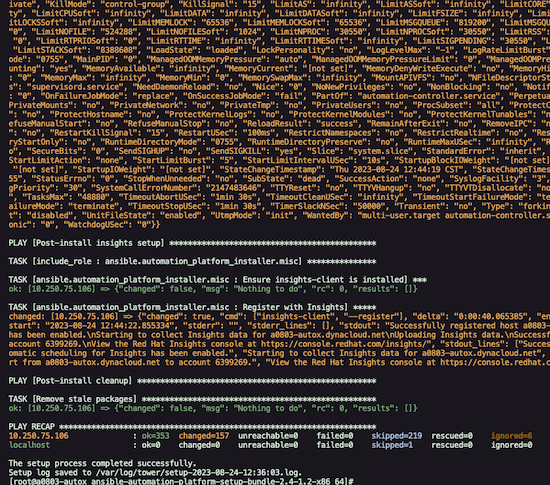 ate": "KillMode": "control-group", "KillSignal": "15", "LimitAS": "infinity", "LimitASSoft": "infinity", "LimitCORE
ty", "LimitCPUSoft": "infinity", "LimitDATA": "infinity", "LimitDATASoft": "infinity", "LimitFSIZE": "infinity",
itLOCKSSoft": "infinity", "LimitMEMLOCK": "65536", "LimitMEMLOCKSoft": "65536", "LimitMSGQUEUE": "819200", "LimitMSGQU
E": "0", "LimitNOFILE": "524288", "LimitNOFILESoft": "1024", "LimitNPROC": "30550", "LimitNPROCSoft": "30550", "LimitRS
"0", "LimitRTPRIOSoft": "0", "LimitRTTIME": "infinity", "LimitRTTIMESoft": "infinity", "LimitSIGPENDING": "30550",
"LimitSTACKSoft": "8388608", "LoadState": "loaded", "LockPersonality": "no", "LogLevelMax": "-1", "LogRateLimitBurst"
ode": "0755", "MainPID": "0", "ManagedOOMMemoryPressure": "auto", "ManagedOOMMemoryPressureLimit": "0", "ManagedOOMPre
unting": "yes", "MemoryAvailable": "infinity", "MemoryCurrent": "[not set]", "MemoryDenyWriteExecute": "no", "MemoryHi
: "0", "MemoryMax": "infinity", "MemoryMin": "0", "MemorySwapMax": "infinity", "MountAPIVFS": "no", "NFileDescriptorSt
s": "supervisord.service", "NeedDaemonReload": "no", "Nice": "0", "NoNewPrivileges": "no", "NonBlocking": "no", "Notif
"0", "OnFailureJobMode": "replace", "OnSuccessJobMode": "fail", "PartOf": "automation-controller.service", "Perpetua
"PrivateMounts": "no", "PrivateNetwork": "no", "PrivateTmp": "no", "PrivateUsers": "no", "ProcSubset": "all", "ProtectC
: "no", "ProtectHostname": "no", "ProtectKernelLogs": "no", "ProtectKernelModules": "no", "ProtectKernelTunables":
efuseManualStart": "no", "RefuseManualStop": "no", "ReloadResult": "success", "RemainAfterExit": "no", "RemoveIPC":
": "no", "RestartKillSignal": "15", "RestartUSec": "100ms", "RestrictNamespaces": "no", "RestrictRealtime": "no", "Res
ryStartOnly": "no", "RuntimeDirectoryMode": "0755", "RuntimeDirectoryPreserve": "no", "RuntimeMaxUSec": "infinity",
o", "SecureBits": "0", "SendSIGHUP": "no", "SendSIGKILL": "yes", "Slice": "system.slice", "StandardError": "inherit",
StartLimitAction": "none", "StartLimitBurst": "5", "StartLimitIntervalUSec": "10s", "StartupBlockIOWeight": "[not set]
"[not set]", "StartupIOWeight": "[not set]", "StateChangeTimestamp": "Thu 2023-08-24 12:44:19 CST", "StateChangeTimes
55", "StatusErrno": "0", "StopWhenUnneeded": "no", "SubState": "dead", "SuccessAction": "none", "SyslogFacility": "3",
gPriority": "30", "SystemCallErrorNumber": "2147483646", "TTYReset": "no", "TTYVHangup": "no", "TTYVTDisallocate": "no
, "TasksMax": "48880", "TimeoutAbortUSec": "1min 30s", "TimeoutCleanUSec": "infinity", "TimeoutStartFailureMode": "te
ailureMode": "terminate", "TimeoutStopUSec": "1min 30s", "TimerSlackNSec": "50000", "Transient": "no", "Type": "forkin
t": "disabled", "UnitFileState": "enabled", "UtmpMode": "init", "WantedBy": "multi-user.target automation-controller.s
onic": "0", "WatchdogUSec": "0"}}
PLAY [Post-install insights setup] **********************************************
TASK [include_role : ansible.automation_platform_installer.misc] ****************
TASK [ansible.automation_platform_installer.misc : Ensure insights-client is installed] ***
ok: [10.250.75.106] => {"changed": false, "msg": "Nothing to do", "rc": 0, "results": []}
TASK [ansible.automation_platform_installer.misc : Register with Insights] *****
changed: [10.250.75.106] => {"changed": true, "cmd": ["insights-client", "--register"], "delta": "0:00:40.065385", "en
start": "2023-08-24 12:44:22.855334", "stderr": "", "stderr_lines": [], "stdout": "Successfully registered host a0803-
has been enabled.\nStarting to collect Insights data for a0803-autox.dynacloud.net\nUploading Insights data.\nSuccessf
account 6399269.\nView the Red Hat Insights console at https://console.redhat.com/insights/", "stdout_lines": ["Succes
omatic scheduling for Insights has been enabled.", "Starting to collect Insights data for a0803-autox.dynacloud.net",
rt from a0803-autox.dynacloud.net to account 6399269.", "View the Red Hat Insights console at https://console.redhat.c
PLAY [Post-install cleanup] *****************************************************
TASK [Remove stale packages] ****************************************************
ok: [10.250.75.106] => {"changed": false, "msg": "Nothing to do", "rc": 0, "results": []}
PLAY RECAP **********************************************************************
10.250.75.106 : ok=353 changed=157 unreachable=0 failed=0 skipped=219 rescued=0 ignored=6
localhost : ok=0 changed=0 unreachable=0 failed=0 skipped=1 rescued=0 ignored=0
The setup process completed successfully.
Setup log saved to /var/log/tower/setup-2023-08-24-12:36:03.log.
[root@a0803-autox ansible-automation-platform-setup-bundle-2.4-1.2-x86_64]#